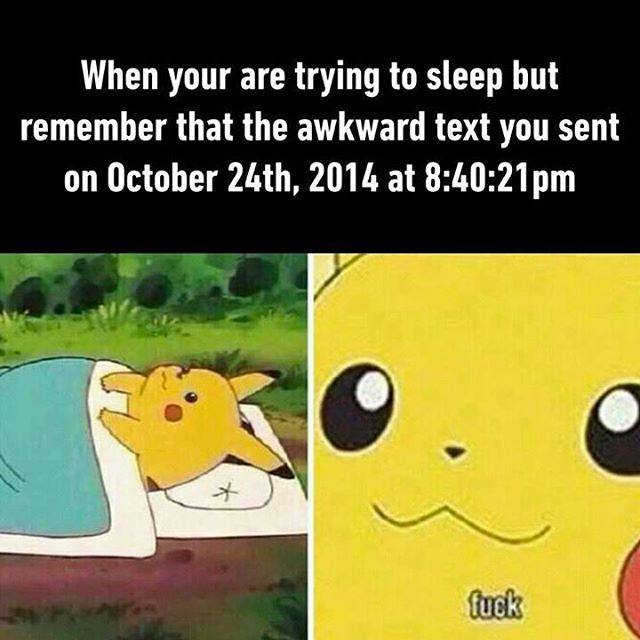 When your are trying to sleep but
remember that the awkward text you sent
on October 24th, 2014 at 8:40:21pm
fuck